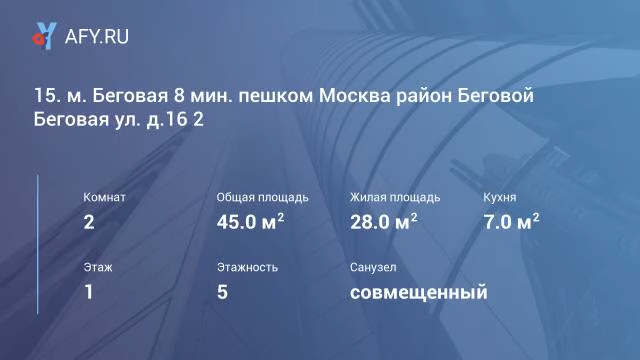 AFY.RU
15. м. Беговая 8 мин. пешком Москва район Беговой
Беговая ул. д.16 2
Комнат
2
Общая площадь
45.0 м²
Жилая площадь
28.0 м²
Кухня
7.0 м²
Этаж
1
Этажность
5
Санузел
совмещенный